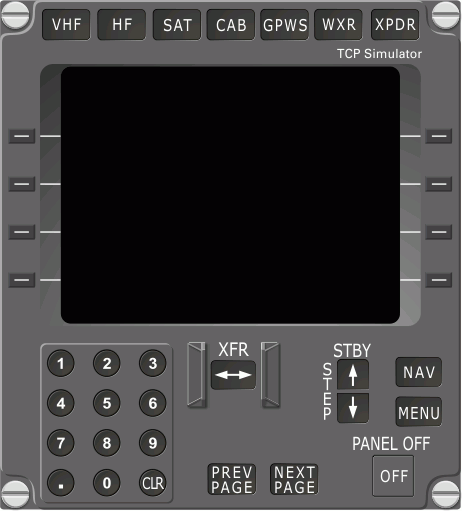 VHF HF SAT CAB GPWS WXR XPDR
TCP Simulator
XFR
STBY
STEP
NAV
MENU
1 2 3
4 5 6
7 8 9
. 0 CLR
PANEL OFF
OFF
PREV
PAGE
NEXT
PAGE